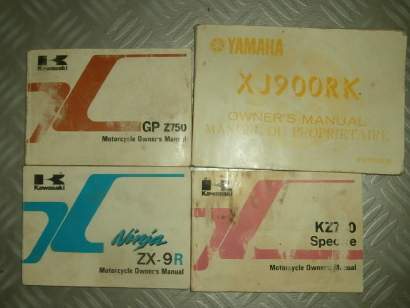 Kawasaki
GP Z750
Motorcycle Owner's Manual
YAMAHA
XJ900RK
OWNER'S MANUAL
MANUEL DU PROPRIETAIRE
Kawasaki
Ninja
ZX-9R
Motorcycle Owner's Manual
Kawasaki
Motorcycle Owner's Manual